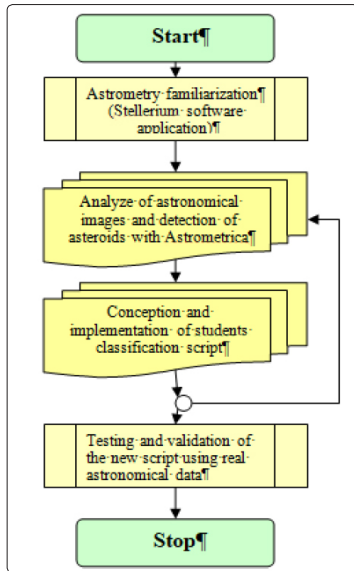 Start¶
Astrometry familiarization¶
(Stellerium software
application)¶
Analyze of astronomical
images and detection of
asteroids with Astrometrica¶
Conception and
implementation of students
classification script¶
Testing and validation of
the new script using real
astronomical data¶
Stop¶